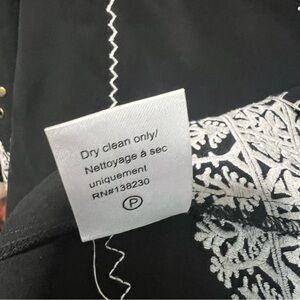 Dry clean only/
Nettoyage à sec
uniquement
RN#138230
P